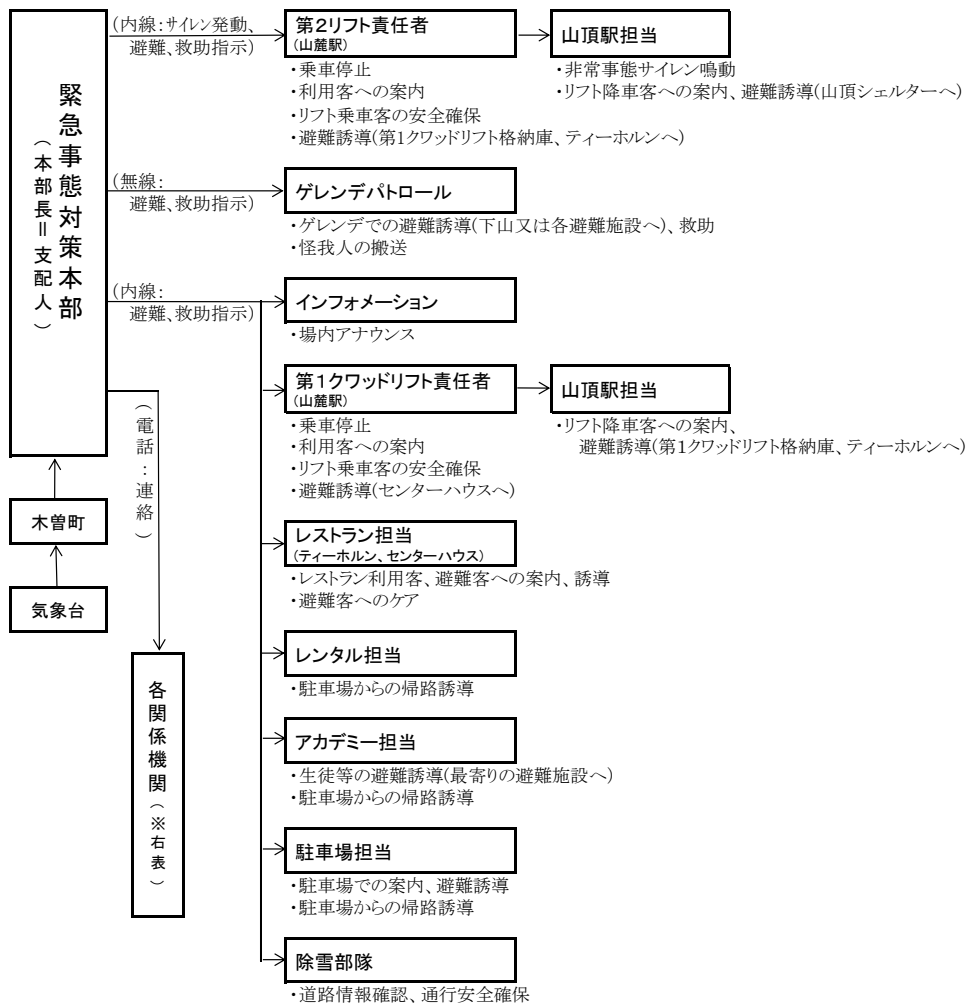 緊急事態対策本部
(本部長＝支配人)
木曽町
気象台
(電話:連絡)
各関係機関(※右表)
(内線:サイレン発動、
避難、救助指示)
第2リフト責任者
(山麓駅)
・乗車停止
・利用客への案内
・リフト乗車客の安全確保
・避難誘導(第1クワッドリフト格納庫、ティーホルンへ)
山頂駅担当
・非常事態サイレン鳴動
・リフト降車客への案内、避難誘導(山頂シェルターへ)
(無線:
避難、救助指示)
ゲレンデパトロール
・ゲレンデでの避難誘導(下山又は各避難施設へ)、救助
・怪我人の搬送
(内線:
避難、救助指示)
インフォメーション
・場内アナウンス
第1クワッドリフト責任者
(山麓駅)
・乗車停止
・利用客への案内
・リフト乗車客の安全確保
・避難誘導(センターハウスへ)
山頂駅担当
・リフト降車客への案内、
避難誘導(第1クワッドリフト格納庫、ティーホルンへ)
レストラン担当
(ティーホルン、センターハウス)
・レストラン利用客、避難客への案内、誘導
・避難客へのケア
レンタル担当
・駐車場からの帰路誘導
アカデミー担当
・生徒等の避難誘導(最寄りの避難施設へ)
・駐車場からの帰路誘導
駐車場担当
・駐車場での案内、避難誘導
・駐車場からの帰路誘導
除雪部隊
・道路情報確認、通行安全確保